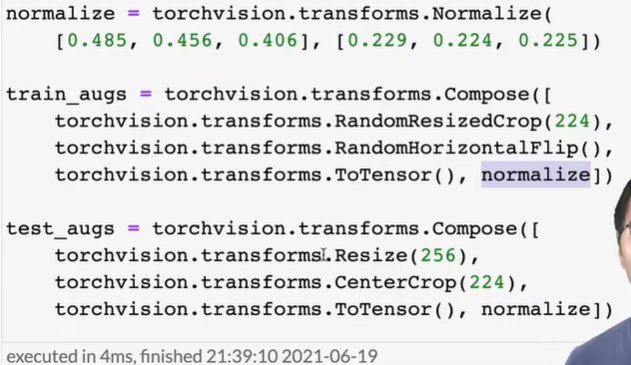 normalize = torchvision.transforms.Normalize(
[0.485, 0.456, 0.406], [0.229, 0.224, 0.225])
train_augs = torchvision.transforms.Compose([
torchvision.transforms.RandomResizedCrop(224),
torchvision.transforms.RandomHorizontalFlip(),
torchvision.transforms.ToTensor(), normalize])
test_augs = torchvision.transforms.Compose([
torchvision.transforms.Resize(256),
torchvision.transforms.CenterCrop(224),
torchvision.transforms.ToTensor(), normalize])
executed in 4ms, finished 21:39:10 2021-06-19